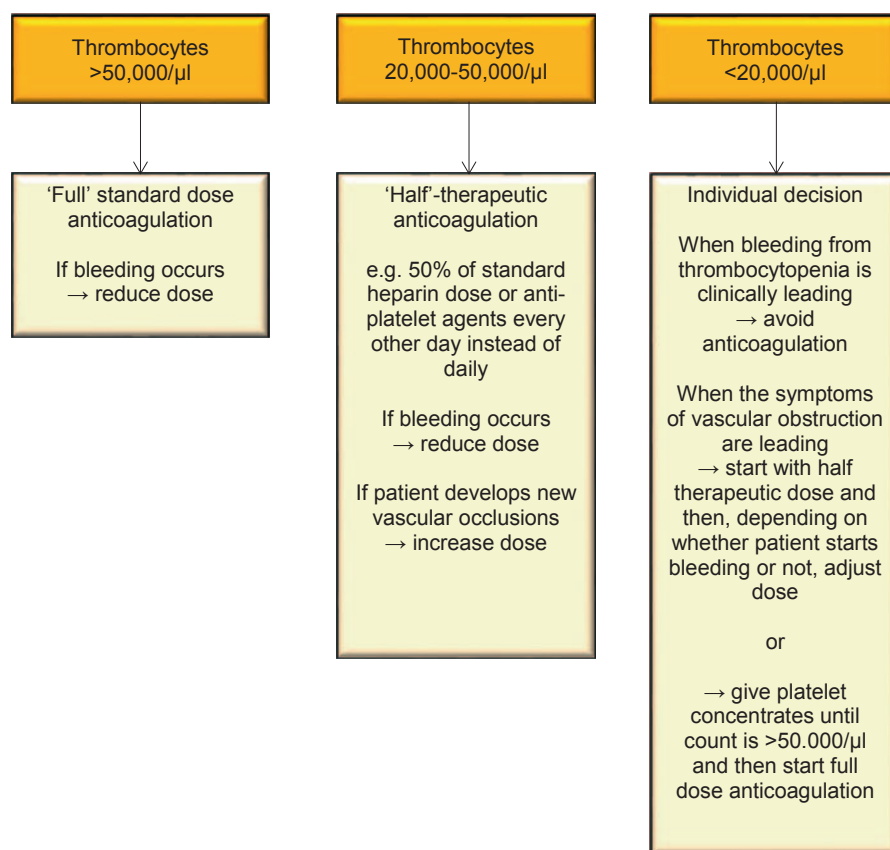 Thrombocytes
>50,000/µl
'Full' standard dose
anticoagulation
If bleeding occurs
→ reduce dose
Thrombocytes
20,000-50,000/µl
'Half'-therapeutic
anticoagulation
e.g. 50% of standard
heparin dose or anti-
platelet agents every
other day instead of
daily
If bleeding occurs
→ reduce dose
If patient develops new
vascular occlusions
→ increase dose
Thrombocytes
<20,000/µl
Individual decision
When bleeding from
thrombocytopenia is
clinically leading
→ avoid
anticoagulation
When the symptoms
of vascular obstruction
are leading
→ start with half
therapeutic dose and
then, depending on
whether patient starts
bleeding or not, adjust
dose
or
→ give platelet
concentrates until
count is >50.000/µl
and then start full
dose anticoagulation